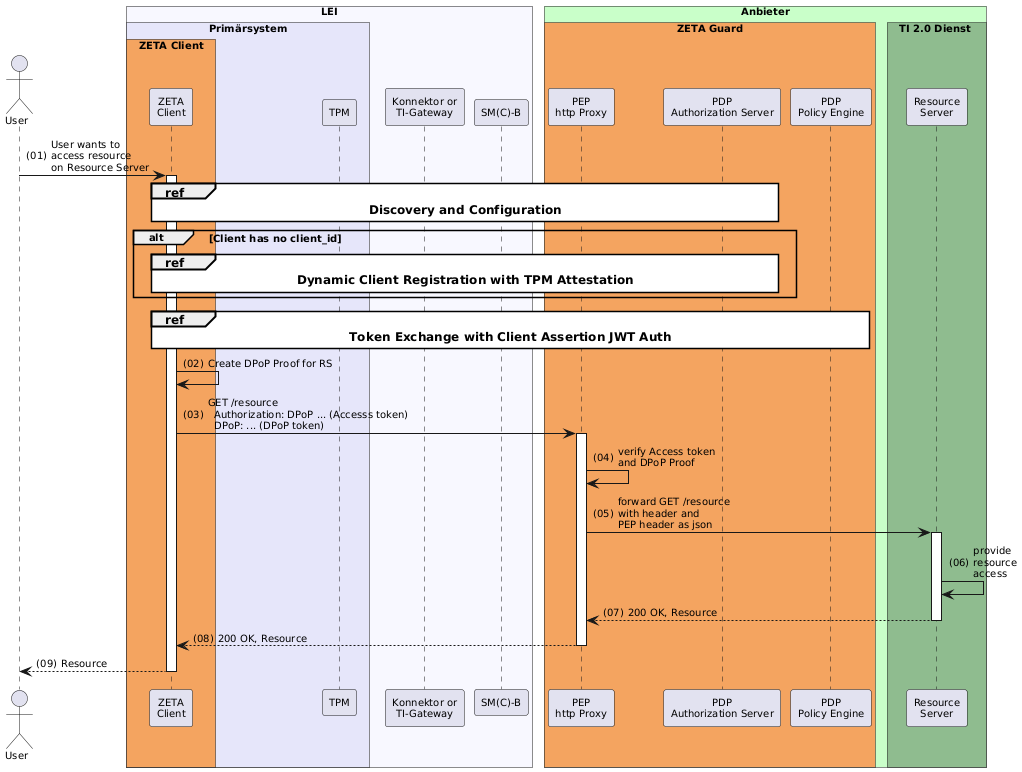 LEI
Anbieter
Primärsystem
ZETA Guard
TI 2.0 Dienst
ZETA Client
User
ZETA
Client
TPM
Konnektor or
TI-Gateway
SM(C)-B
PEP
http Proxy
PDP
Authorization Server
PDP
Policy Engine
Resource
Server
(01) User wants to
access resource
on Resource Server
ref
Discovery and Configuration
alt [Client has no client_id]
ref
Dynamic Client Registration with TPM Attestation
ref
Token Exchange with Client Assertion JWT Auth
(02) Create DPoP Proof for RS
GET /resource
(03) Authorization: DPoP ... (Accesss token)
DPoP: ... (DPoP token)
(04) verify Access token
and DPoP Proof
forward GET /resource
(05) with header and
PEP header as json
provide
(06) resource
access
(07) 200 OK, Resource
(08) 200 OK, Resource
(09) Resource
User
ZETA
Client
TPM
Konnektor or
TI-Gateway
SM(C)-B
PEP
http Proxy
PDP
Authorization Server
PDP
Policy Engine
Resource
Server